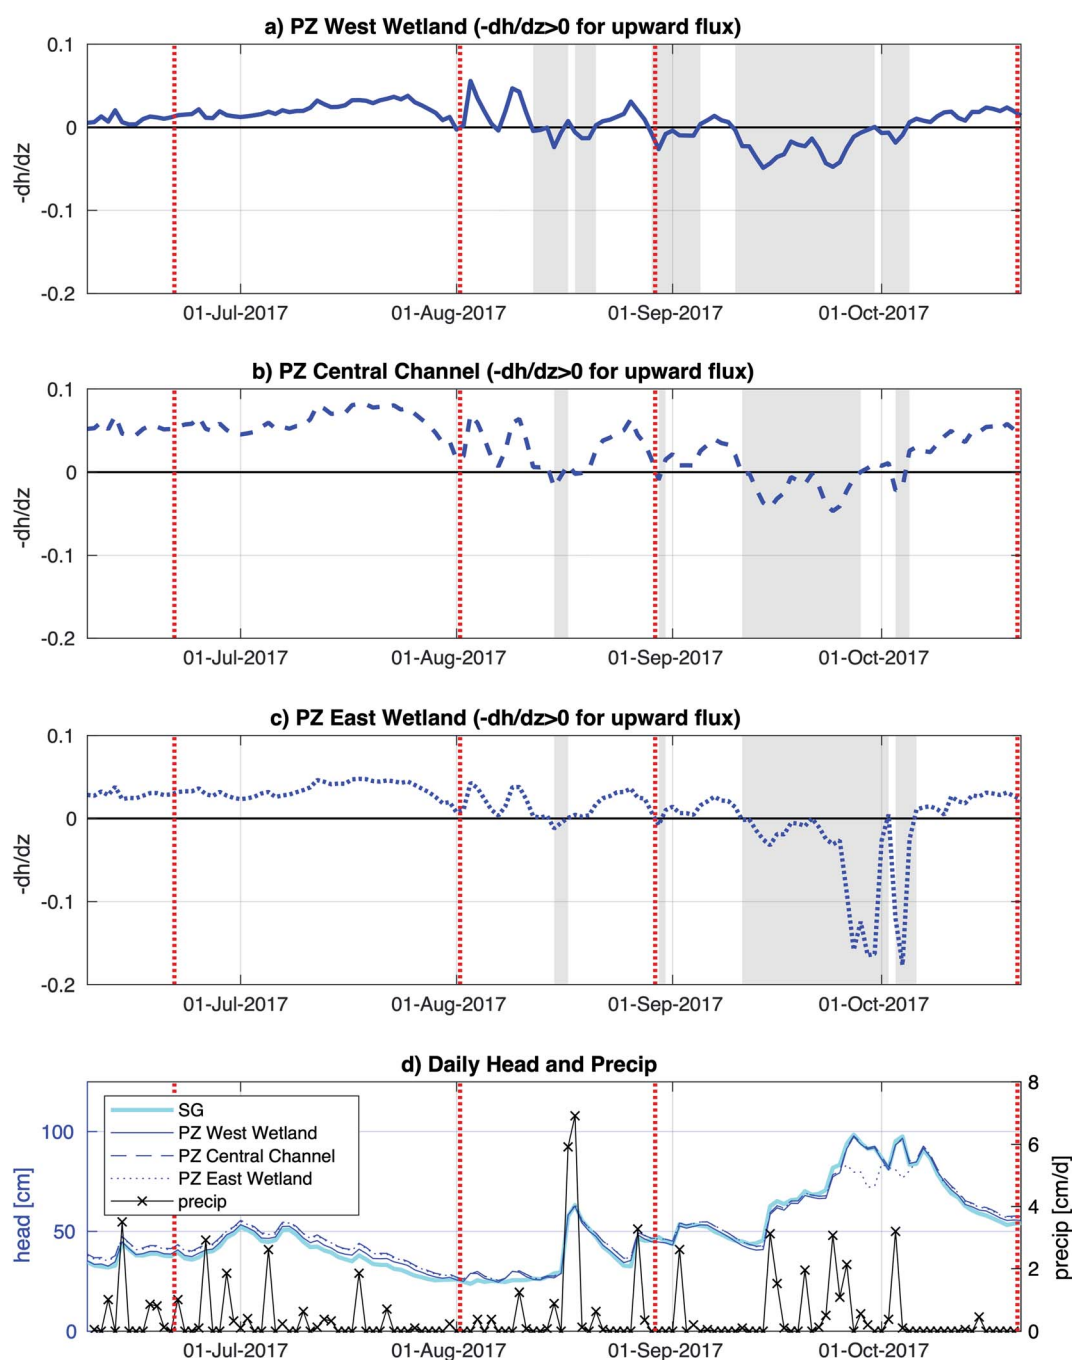 a) PZ West Wetland (-dh/dz>0 for upward flux)
0.1
0
-0.1
-0.2
-dh/dz
01-Jul-2017
01-Aug-2017
01-Sep-2017
01-Oct-2017
b) PZ Central Channel (-dh/dz>0 for upward flux)
0.1
0
-0.1
-0.2
-dh/dz
01-Jul-2017
01-Aug-2017
01-Sep-2017
01-Oct-2017
c) PZ East Wetland (-dh/dz>0 for upward flux)
0.1
0
-0.1
-0.2
-dh/dz
01-Jul-2017
01-Aug-2017
01-Sep-2017
01-Oct-2017
d) Daily Head and Precip
100
50
0
head [cm]
SG
PZ West Wetland
PZ Central Channel
PZ East Wetland
precip
8
6
4
2
0
precip [cm/d]
01-Jul-2017
01-Aug-2017
01-Sep-2017
01-Oct-2017